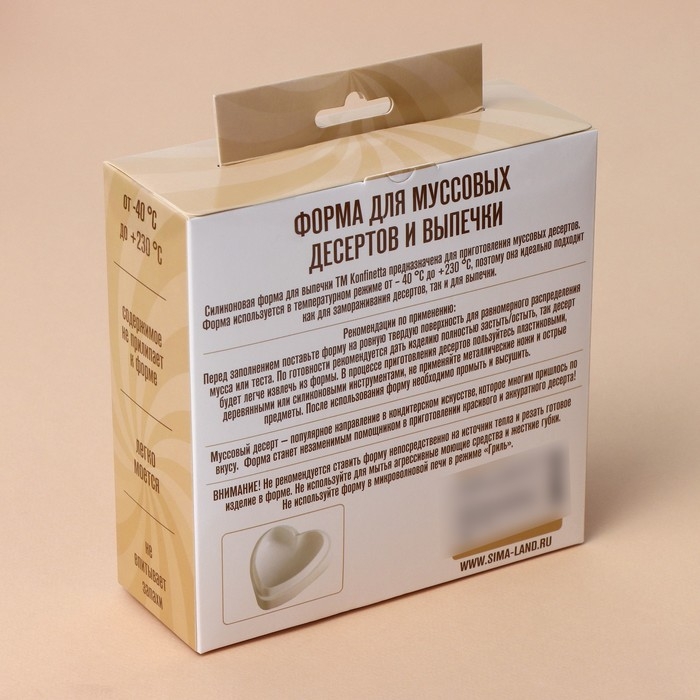 от -40 °С
до +230 °С
содержимое
не прилипает
к форме
легко
моется
не
впитывает
запахи
ФОРМА ДЛЯ МУССОВЫХ
ДЕСЕРТОВ И ВЫПЕЧКИ
Силиконовая форма для выпечки ТМ Konfinetta предназначена для приготовления муссовых десертов.
Форма используется в температурном режиме от – 40 °С до +230 °С, поэтому она идеально подходит
как для замораживания десертов, так и для выпечки.
Рекомендации по применению:
Перед заполнением поставьте форму на ровную твердую поверхность для равномерного распределения
мусса или теста. По готовности рекомендуется дать изделию полностью застыть/остыть, так десерт
будет легче извлечь из формы. В процессе приготовления десертов пользуйтесь пластиковыми,
деревянными или силиконовыми инструментами, не применяйте металлические ножи и острые
предметы. После использования форму необходимо промыть и высушить.
Муссовый десерт – популярное направление в кондитерском искусстве, которое многим пришлось по
вкусу. Форма станет незаменимым помощником в приготовлении красивого и аккуратного десерта!
ВНИМАНИЕ! Не рекомендуется ставить форму непосредственно на источник тепла и резать готовое
изделие в форме. Не используйте для мытья агрессивные моющие средства и жесткие губки.
Не используйте форму в микроволновой печи в режиме «Гриль».
WWW.SIMA-LAND.RU